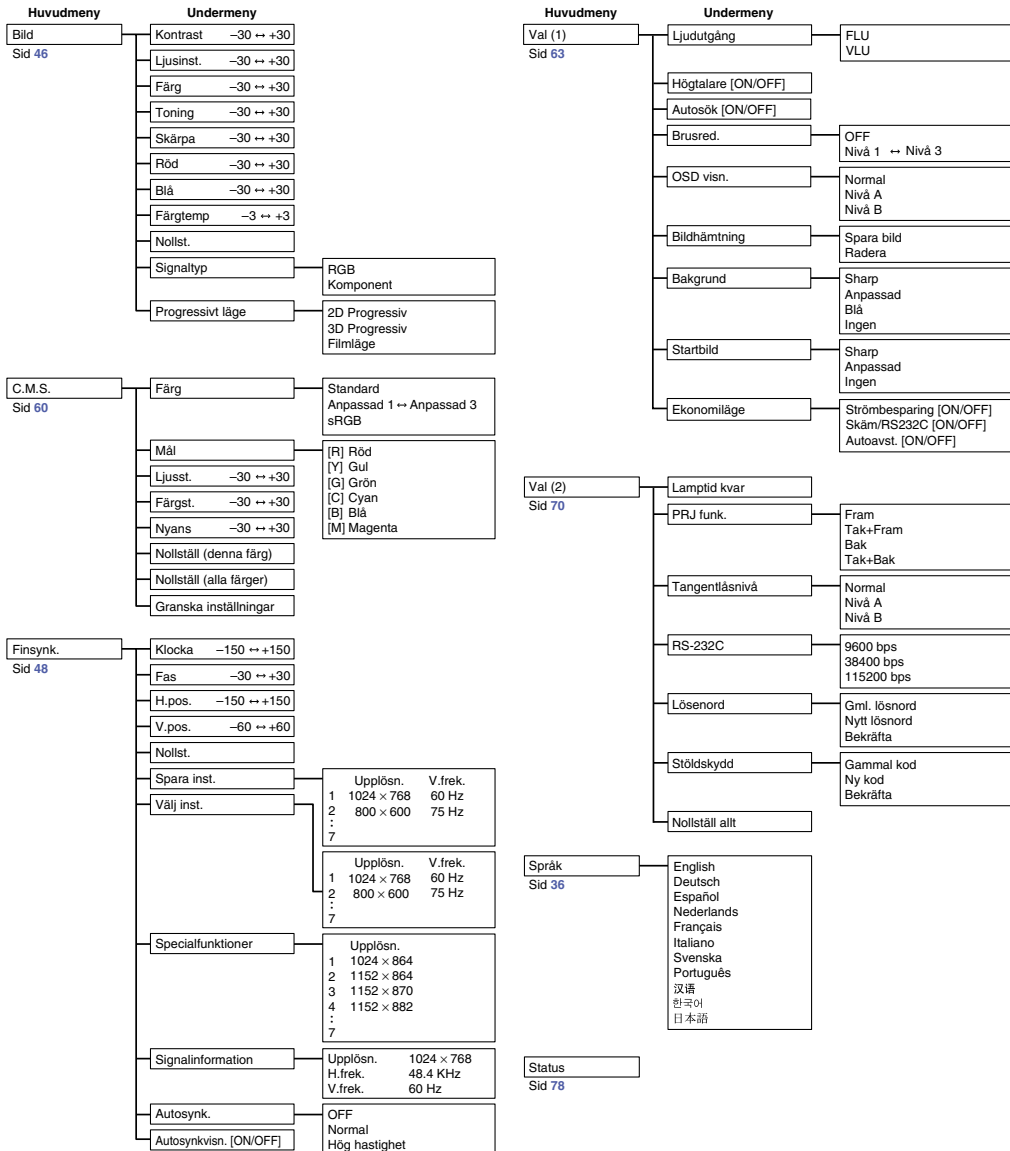 Huvudmeny Undermeny
Bild
Sid 46
Kontrast –30 ↔ +30
Ljusinst. –30 ↔ +30
Färg –30 ↔ +30
Toning –30 ↔ +30
Skärpa –30 ↔ +30
Röd –30 ↔ +30
Blå –30 ↔ +30
Färgtemp –3 ↔ +3
Nollst.
Signaltyp
RGB
Komponent
Progressivt läge
2D Progressiv
3D Progressiv
Filmläge
C.M.S.
Sid 60
Färg
Standard
Anpassad 1 ↔ Anpassad 3
sRGB
Mål
[R] Röd
[Y] Gul
[G] Grön
[C] Cyan
[B] Blå
[M] Magenta
Ljusst. –30 ↔ +30
Färgst. –30 ↔ +30
Nyans –30 ↔ +30
Nollställ (denna färg)
Nollställ (alla färger)
Granska inställningar
Finsynk.
Sid 48
Klocka –150 ↔ +150
Fas –30 ↔ +30
H.pos. –150 ↔ +150
V.pos. –60 ↔ +60
Nollst.
Spara inst.
Upplösn. V.frek.
1 1024 × 768 60 Hz
2 800 × 600 75 Hz
:
7
Välj inst.
Upplösn. V.frek.
1 1024 × 768 60 Hz
2 800 × 600 75 Hz
:
7
Specialfunktioner
Upplösn.
1 1024 × 864
2 1152 × 864
3 1152 × 870
4 1152 × 882
:
7
Signalinformation
Upplösn. 1024 × 768
H.frek. 48.4 KHz
V.frek. 60 Hz
Autosynk.
OFF
Normal
Hög hastighet
Autosynkvisn. [ON/OFF]
Huvudmeny Undermeny
Val (1)
Sid 63
Ljudutgång
FLU
VLU
Högtalare [ON/OFF]
Autosök [ON/OFF]
Brusred.
OFF
Nivå 1 ↔ Nivå 3
OSD visn.
Normal
Nivå A
Nivå B
Bildhämtning
Spara bild
Radera
Bakgrund
Sharp
Anpassad
Blå
Ingen
Startbild
Sharp
Anpassad
Ingen
Ekonomiläge
Strömbesparing [ON/OFF]
Skäm/RS232C [ON/OFF]
Autoavst. [ON/OFF]
Val (2)
Sid 70
Lamptid kvar
PRJ funk.
Fram
Tak+Fram
Bak
Tak+Bak
Tangentlåsnivå
Normal
Nivå A
Nivå B
RS-232C
9600 bps
38400 bps
115200 bps
Lösenord
Gml. lösnord
Nytt lösnord
Bekräfta
Stöldskydd
Gammal kod
Ny kod
Bekräfta
Nollställ allt
Språk
Sid 36
English
Deutsch
Español
Nederlands
Français
Italiano
Svenska
Português
汉语
한국어
日本語
Status
Sid 78